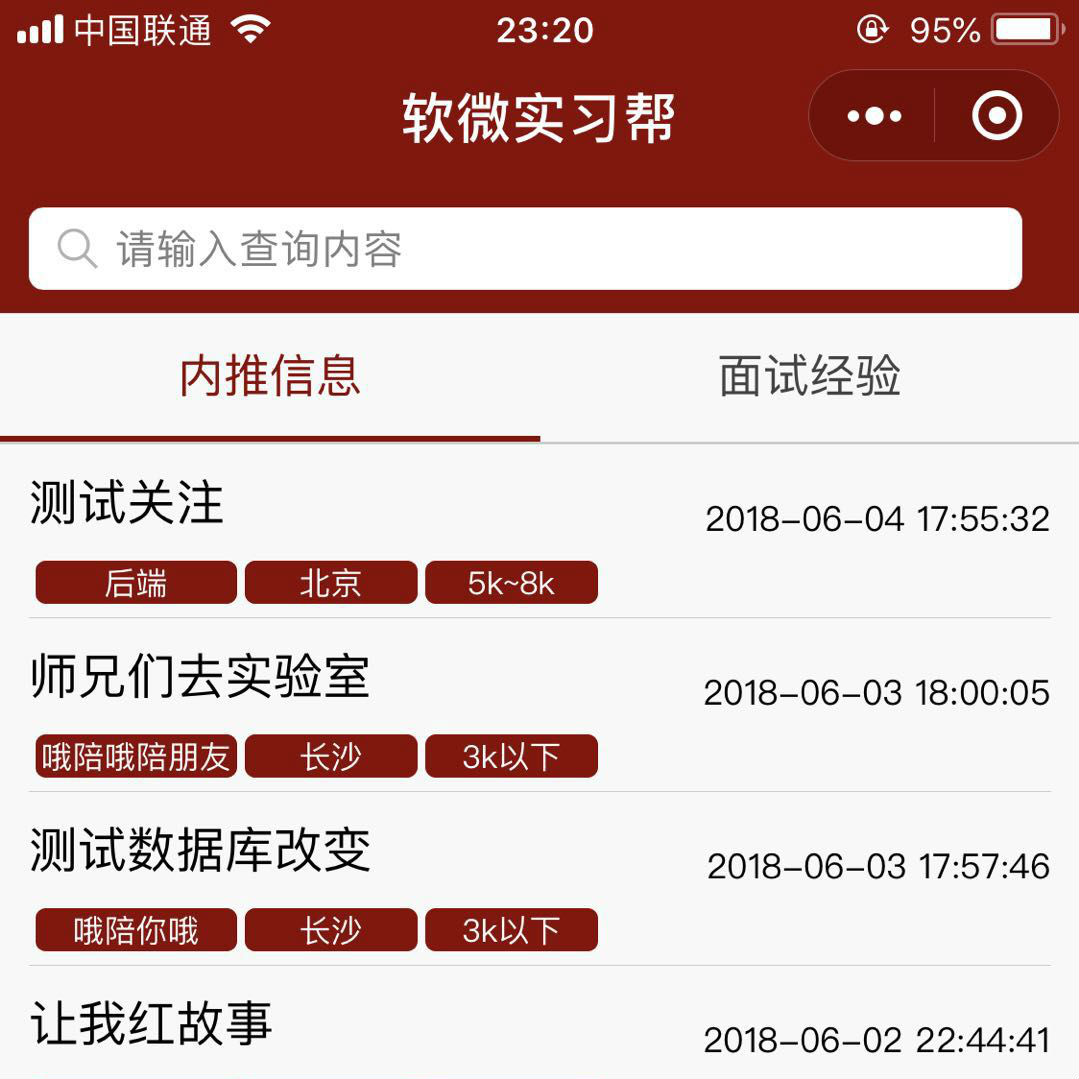 中国联通 23:20 95%
软微实习帮
请输入查询内容
内推信息 面试经验
测试关注 2018-06-04 17:55:32
后端 北京 5k~8k
师兄们去实验室 2018-06-03 18:00:05
哦陪哦陪朋友 长沙 3k以下
测试数据库改变 2018-06-03 17:57:46
哦陪你哦 长沙 3k以下
让我红故事 2018-06-02 22:44:41